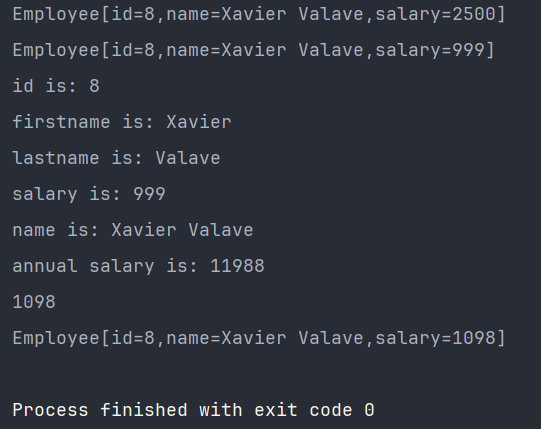 Employee[id=8,name=Xavier Valave,salary=2500]
Employee[id=8,name=Xavier Valave,salary=999]
id is: 8
firstname is: Xavier
lastname is: Valave
salary is: 999
name is: Xavier Valave
annual salary is: 11988
1098
Employee[id=8,name=Xavier Valave,salary=1098]
Process finished with exit code 0